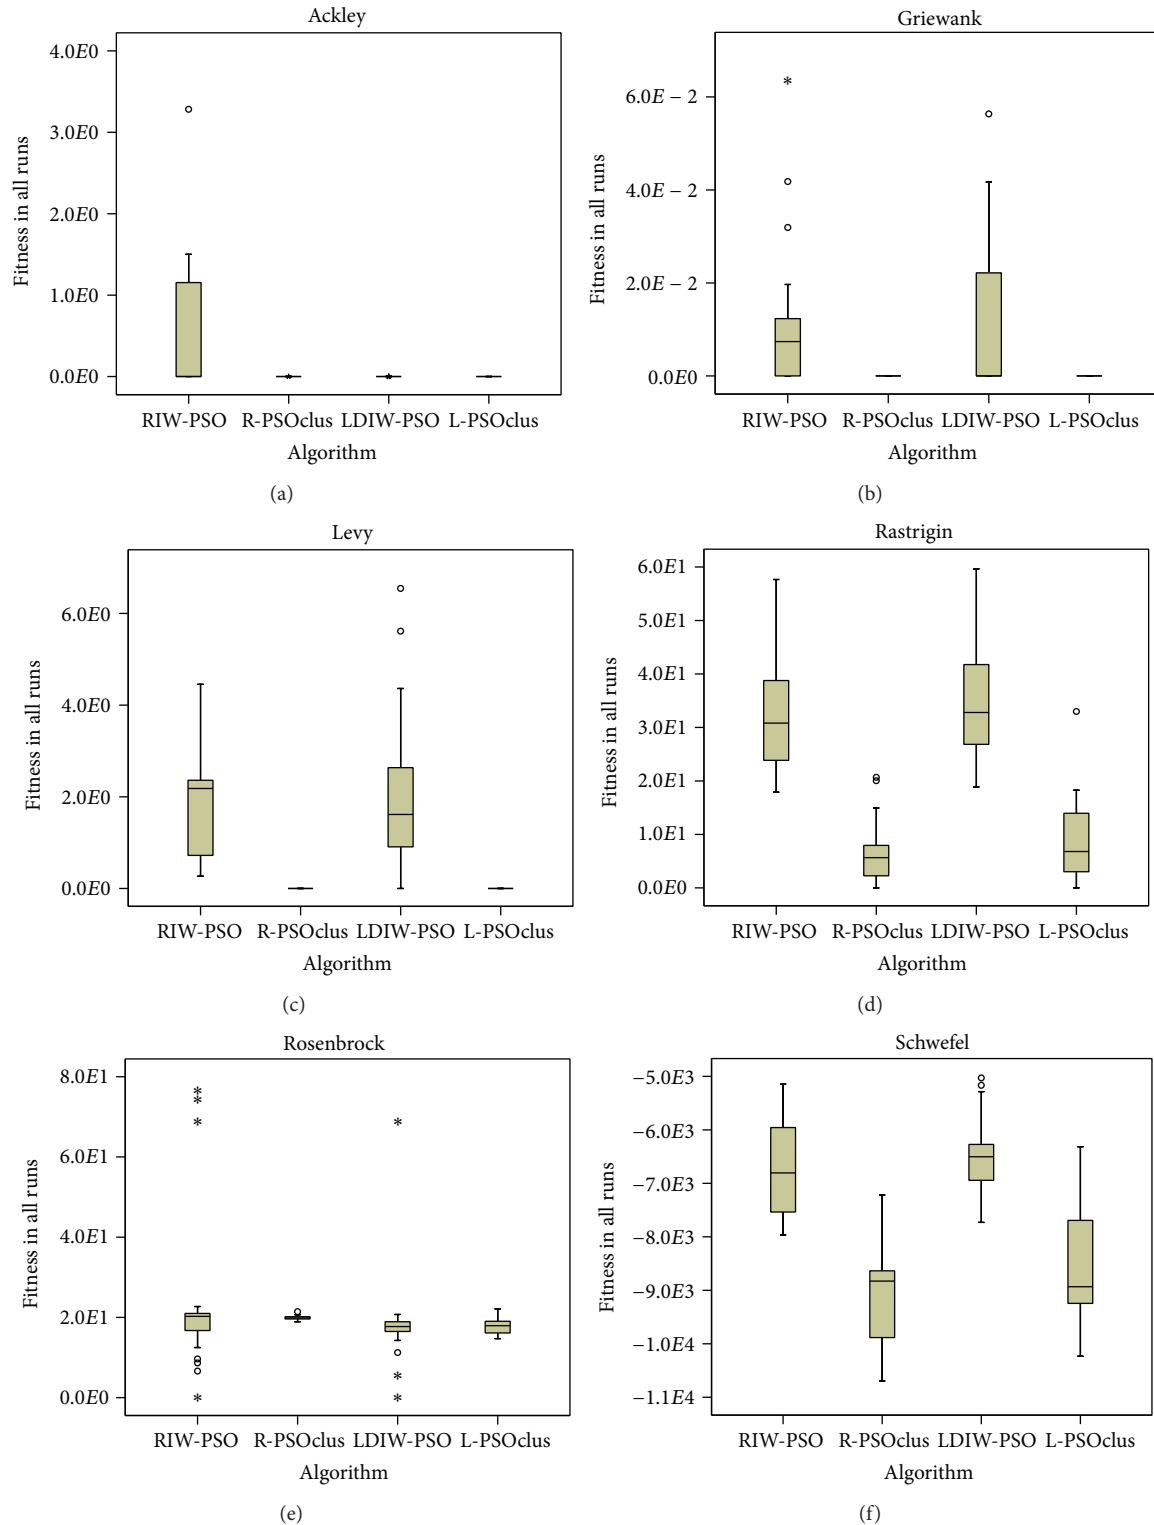 Ackley
4.0E0
3.0E0
2.0E0
1.0E0
0.0E0
Fitness in all runs
RIW-PSO R-PSOclus LDIW-PSO L-PSOclus
Algorithm
(a)
Griewank
6.0E − 2
4.0E − 2
2.0E − 2
0.0E0
Fitness in all runs
RIW-PSO R-PSOclus LDIW-PSO L-PSOclus
Algorithm
(b)
Levy
6.0E0
4.0E0
2.0E0
0.0E0
Fitness in all runs
RIW-PSO R-PSOclus LDIW-PSO L-PSOclus
Algorithm
(c)
Rastrigin
6.0E1
5.0E1
4.0E1
3.0E1
2.0E1
1.0E1
0.0E0
Fitness in all runs
RIW-PSO R-PSOclus LDIW-PSO L-PSOclus
Algorithm
(d)
Rosenbrock
8.0E1
6.0E1
4.0E1
2.0E1
0.0E0
Fitness in all runs
RIW-PSO R-PSOclus LDIW-PSO L-PSOclus
Algorithm
(e)
Schwefel
−5.0E3
−6.0E3
−7.0E3
−8.0E3
−9.0E3
−1.0E4
−1.1E4
Fitness in all runs
RIW-PSO R-PSOclus LDIW-PSO L-PSOclus
Algorithm
(f)